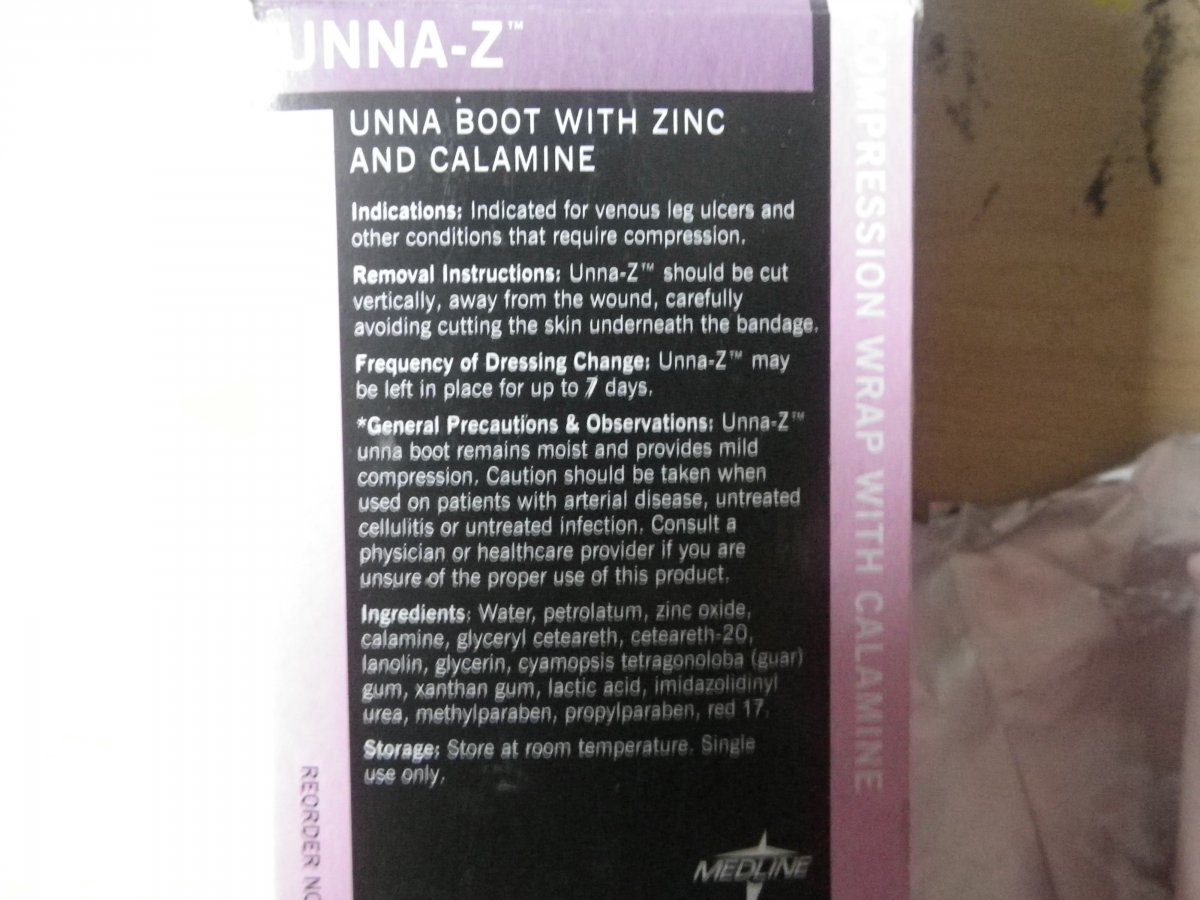 UNNA-Z™
UNNA BOOT WITH ZINC
AND CALAMINE
Indications: Indicated for venous leg ulcers and
other conditions that require compression.
Removal Instructions: Unna-Z™ should be cut
vertically, away from the wound, carefully
avoiding cutting the skin underneath the bandage.
Frequency of Dressing Change: Unna-Z™ may
be left in place for up to 7 days.
*General Precautions & Observations: Unna-Z™
unna boot remains moist and provides mild
compression. Caution should be taken when
used on patients with arterial disease, untreated
cellulitis or untreated infection. Consult a
physician or healthcare provider if you are
unsure of the proper use of this product.
Ingredients: Water, petrolatum, zinc oxide,
calamine, glyceryl ceteareth, ceteareth-20,
lanolin, glycerin, cyamopsis tetragonoloba (guar)
gum, xanthan gum, lactic acid, imidazolidinyl
urea, methylparaben, propylparaben, red 17.
Storage: Store at room temperature. Single
use only.
MEDLINE
COMPRESSION WRAP WITH CALAMINE
REORDER